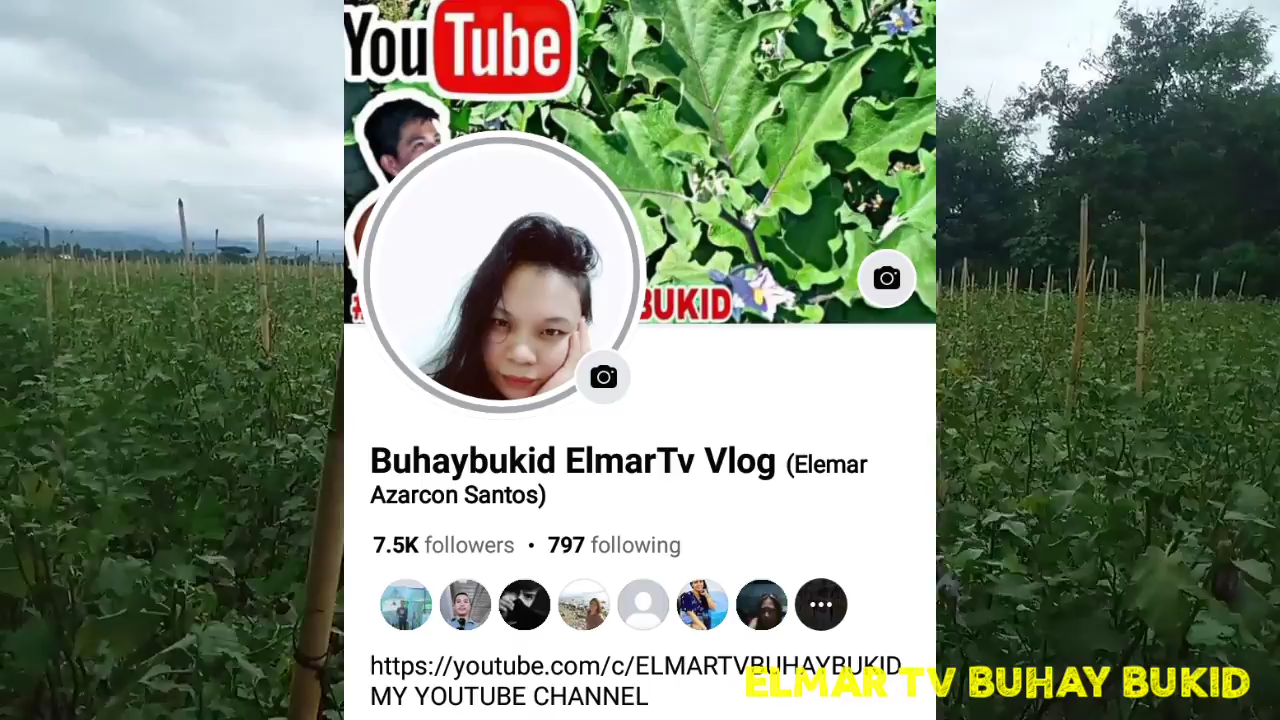 YouTube
BUKID
Buhaybukid ElmarTv Vlog (Elemar
Azarcon Santos)
7.5K followers • 797 following
https://youtube.com/c/ELMARTVBUHAYBUKID
MY YOUTUBE CHANNEL
ELMAR TV BUHAY BUKID